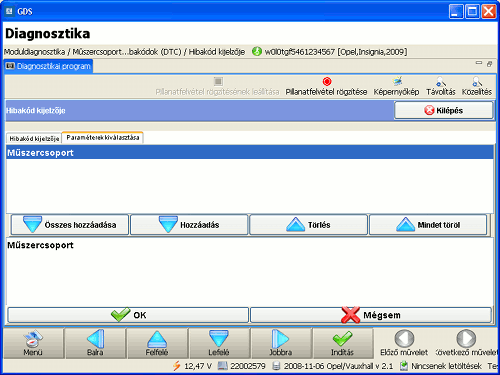 GDS
Diagnosztika
Moduldiagnosztika / Műszercsoport...bakódok (DTC) / Hibakód kijelzője w0l0tgf5461234567 [Opel,Insignia,2009]
Diagnosztikai program
Pillanatfelvétel rögzítésének leállítása Pillanatfelvétel rögzítése Képernyőkép Távolítás Közelítés
Hibakód kijelzője Kilépés
Hibakód kijelzője Paraméterek kiválasztása
Műszercsoport
Összes hozzáadása Hozzáadás Törlés Mindet töröl
Műszercsoport
OK Mégsem
Menü Balra Felfelé Lefelé Jobbra Indítás Előző művelet Következő művelet
12,47 V 22002579 2008-11-06 Opel/Vauxhall v 2.1 Nincsenek letöltések Te